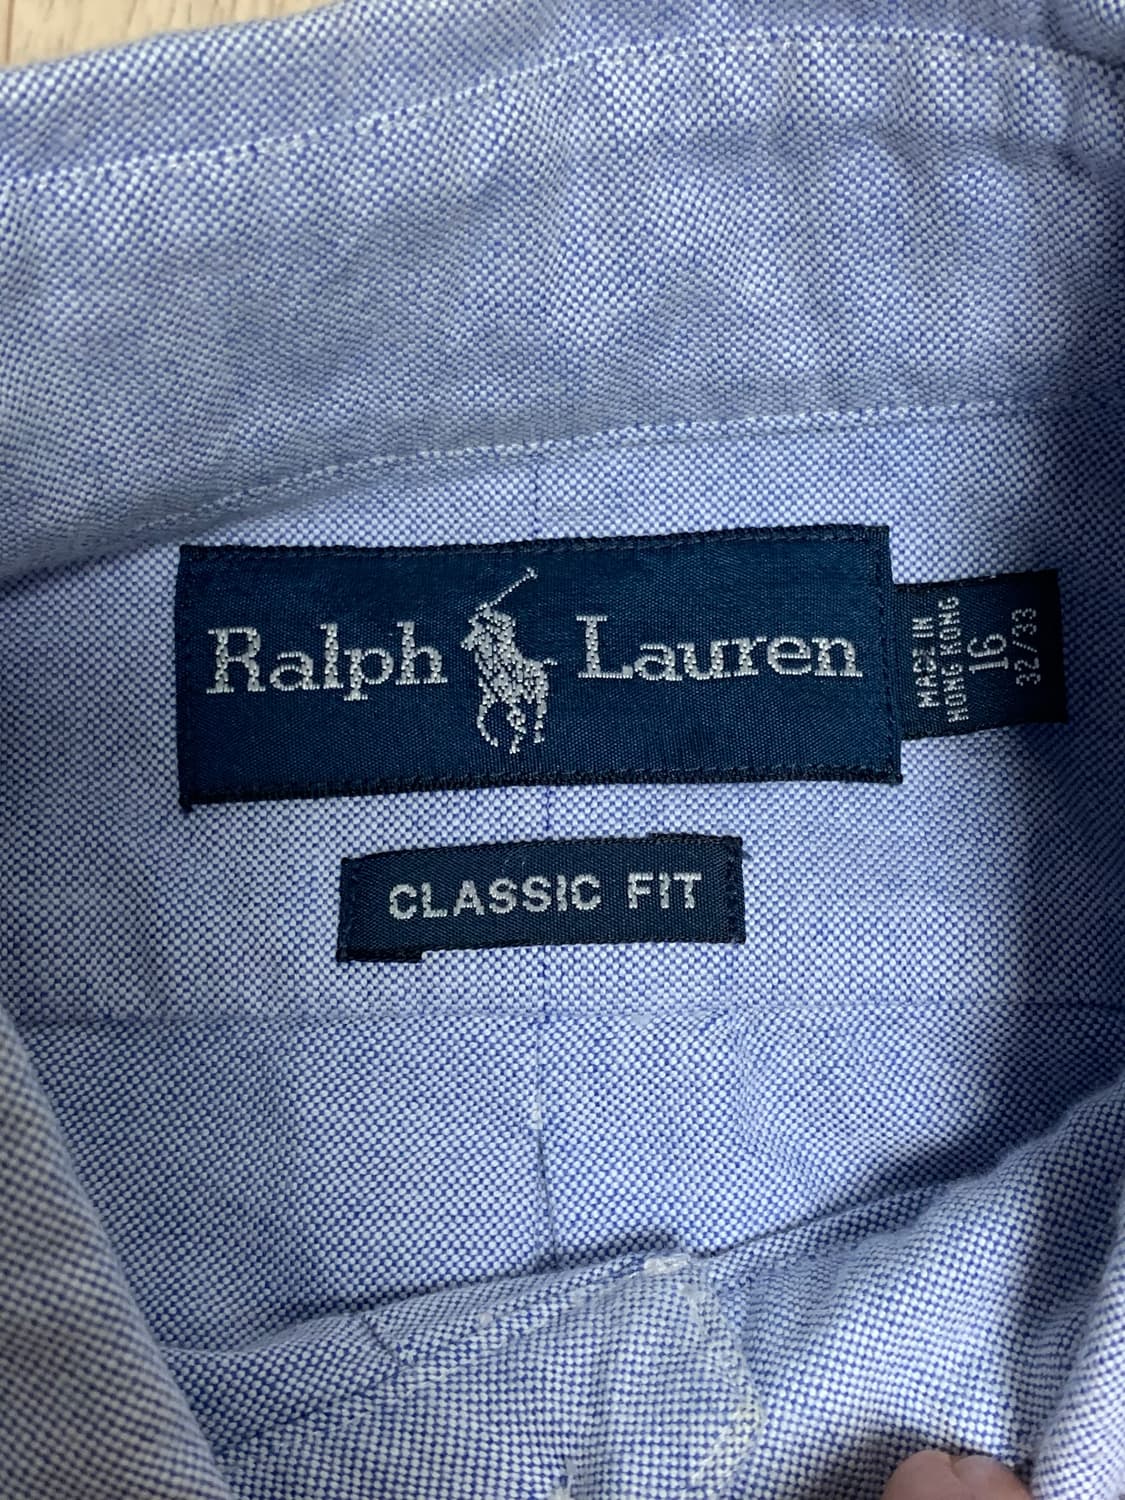 Ralph Lauren
MADE IN
HONG KONG
16
32/33
CLASSIC FIT